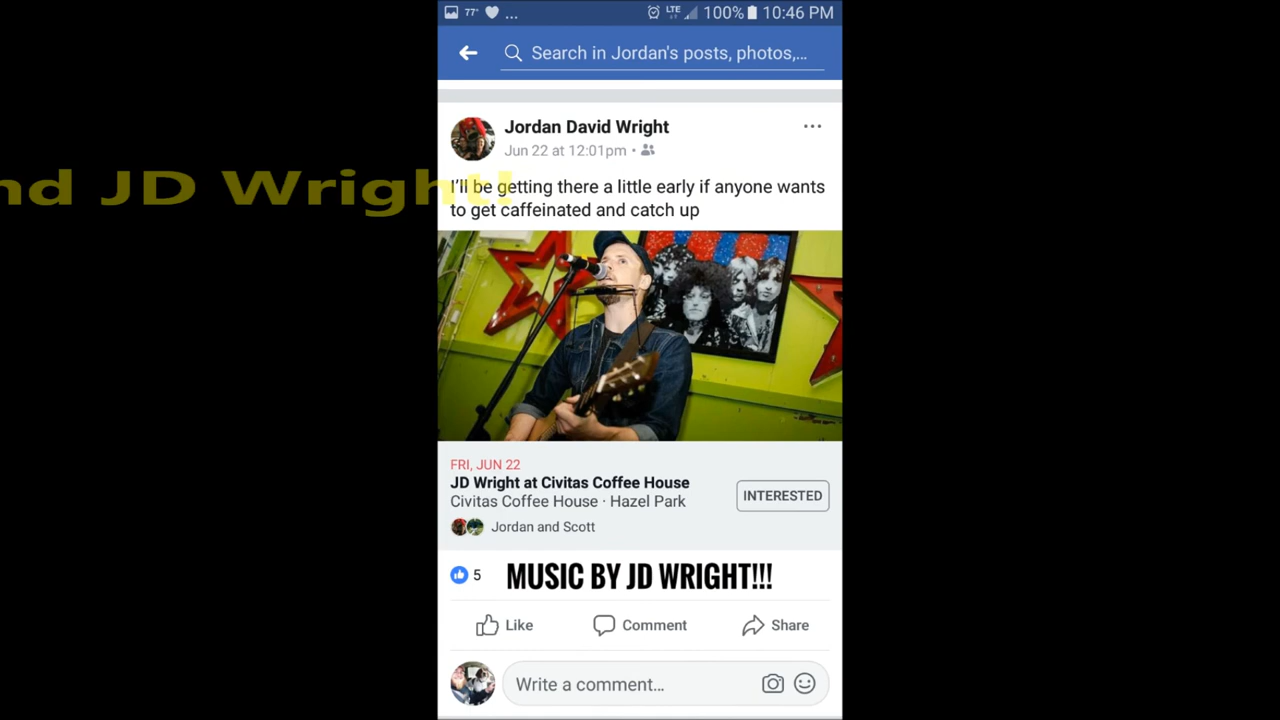 77° ... LTE 100% 10:46 PM
Search in Jordan's posts, photos,...
Jordan David Wright
Jun 22 at 12:01pm •
nd JD Wright!
I'll be getting there a little early if anyone wants
to get caffeinated and catch up
FRI, JUN 22
JD Wright at Civitas Coffee House
Civitas Coffee House · Hazel Park
INTERESTED
Jordan and Scott
5
MUSIC BY JD WRIGHT!!!
Like Comment Share
Write a comment...